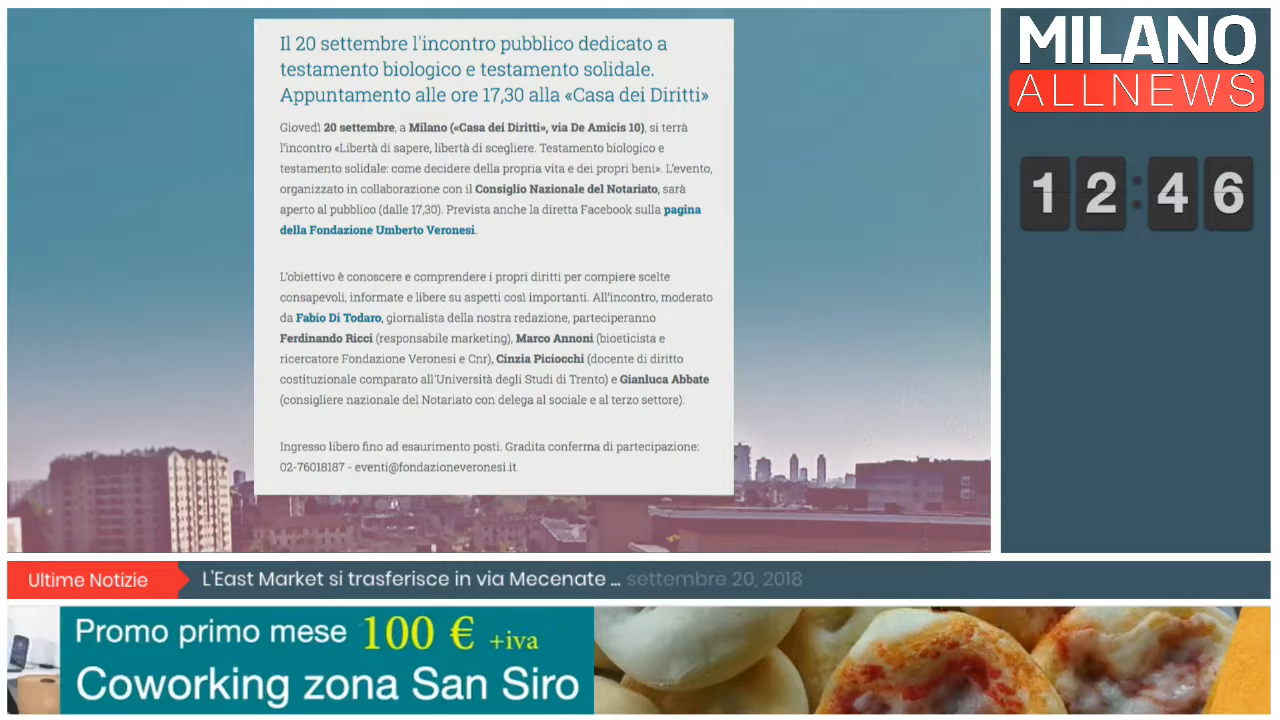 Il 20 settembre l'incontro pubblico dedicato a
testamento biologico e testamento solidale.
Appuntamento alle ore 17,30 alla «Casa dei Diritti»
Giovedì 20 settembre, a Milano («Casa dei Diritti», via De Amicis 10), si terrà
l'incontro «Libertà di sapere, libertà di scegliere. Testamento biologico e
testamento solidale: come decidere della propria vita e dei propri beni». L'evento,
organizzato in collaborazione con il Consiglio Nazionale del Notariato, sarà
aperto al pubblico (dalle 17,30). Prevista anche la diretta Facebook sulla pagina
della Fondazione Umberto Veronesi.
L'obiettivo è conoscere e comprendere i propri diritti per compiere scelte
consapevoli, informate e libere su aspetti così importanti. All'incontro, moderato
da Fabio Di Todaro, giornalista della nostra redazione, parteciperanno
Ferdinando Ricci (responsabile marketing), Marco Annoni (bioeticista e
ricercatore Fondazione Veronesi e Cnr), Cinzia Piciocchi (docente di diritto
costituzionale comparato all'Università degli Studi di Trento) e Gianluca Abbate
(consigliere nazionale del Notariato con delega al sociale e al terzo settore).
Ingresso libero fino ad esaurimento posti. Gradita conferma di partecipazione:
02-76018187 - eventi@fondazioneveronesi.it.
MILANO
ALLNEWS
12:46
Ultime Notizie L'East Market si trasferisce in via Mecenate ... settembre 20, 2018
Promo primo mese 100 € +iva
Coworking zona San Siro